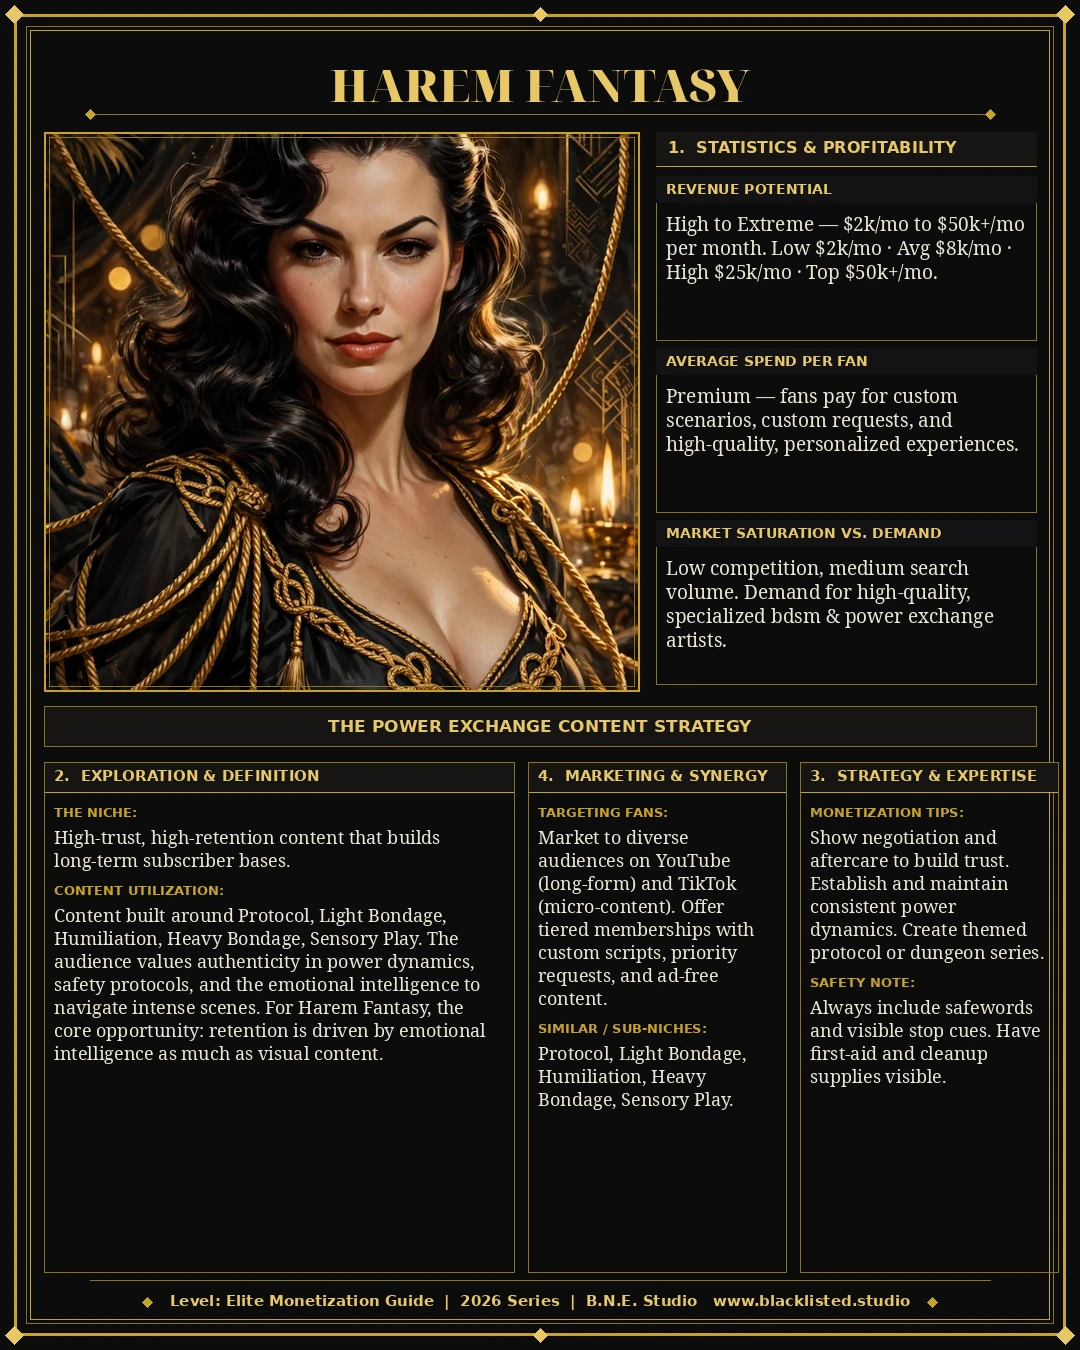 HAREM FANTASY
1. STATISTICS & PROFITABILITY
REVENUE POTENTIAL
High to Extreme — $2k/mo to $50k+/mo
per month. Low $2k/mo · Avg $8k/mo ·
High $25k/mo · Top $50k+/mo.
AVERAGE SPEND PER FAN
Premium — fans pay for custom
scenarios, custom requests, and
high-quality, personalized experiences.
MARKET SATURATION VS. DEMAND
Low competition, medium search
volume. Demand for high-quality,
specialized bdsm & power exchange
artists.
THE POWER EXCHANGE CONTENT STRATEGY
2. EXPLORATION & DEFINITION
THE NICHE:
High-trust, high-retention content that builds
long-term subscriber bases.
CONTENT UTILIZATION:
Content built around Protocol, Light Bondage,
Humiliation, Heavy Bondage, Sensory Play. The
audience values authenticity in power dynamics,
safety protocols, and the emotional intelligence to
navigate intense scenes. For Harem Fantasy, the
core opportunity: retention is driven by emotional
intelligence as much as visual content.
4. MARKETING & SYNERGY
TARGETING FANS:
Market to diverse
audiences on YouTube
(long-form) and TikTok
(micro-content). Offer
tiered memberships with
custom scripts, priority
requests, and ad-free
content.
SIMILAR / SUB-NICHES:
Protocol, Light Bondage,
Humiliation, Heavy
Bondage, Sensory Play.
3. STRATEGY & EXPERTISE
MONETIZATION TIPS:
Show negotiation and
aftercare to build trust.
Establish and maintain
consistent power
dynamics. Create themed
protocol or dungeon series.
SAFETY NOTE:
Always include safewords
and visible stop cues. Have
first-aid and cleanup
supplies visible.
Level: Elite Monetization Guide | 2026 Series | B.N.E. Studio www.blacklisted.studio